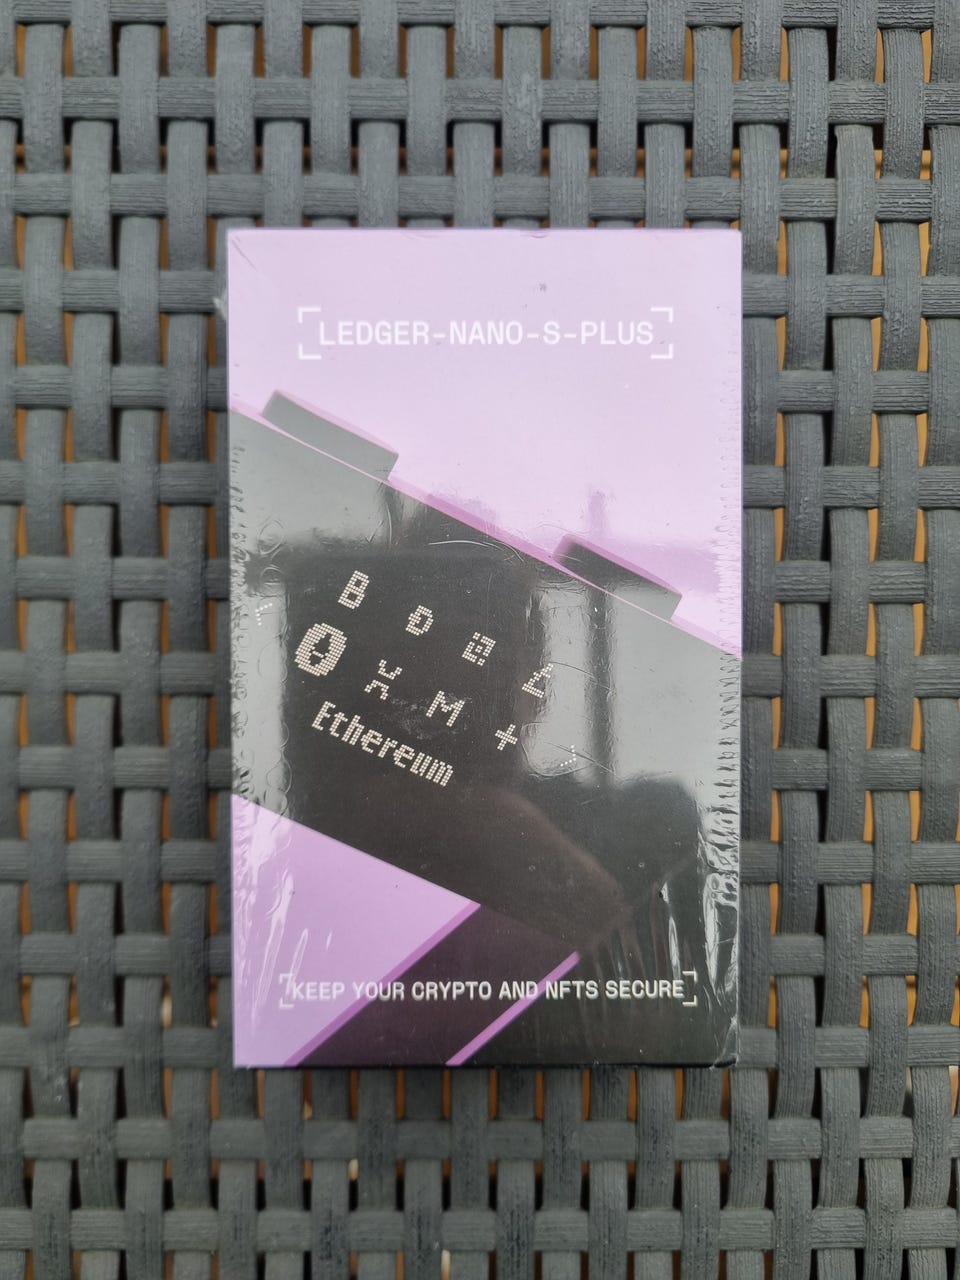 LEDGER-NANO-S-PLUS
Ethereum
KEEP YOUR CRYPTO AND NFTS SECURE